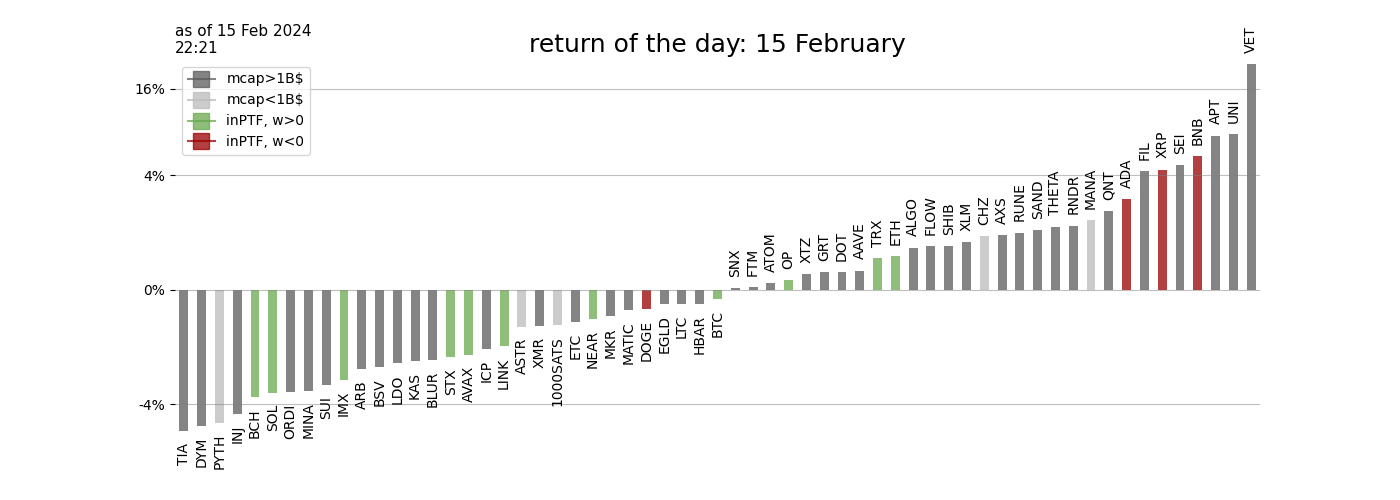 as of 15 Feb 2024
22:21
return of the day: 15 February
mcap>1B$
mcap<1B$
inPTF, w>0
inPTF, w<0
16%
4%
0%
-4%
TIA
DYM
PYTH
INJ
BCH
SOL
ORDI
MINA
SUI
IMX
ARB
BSV
LDO
KAS
BLUR
STX
AVAX
ICP
LINK
ASTR
XMR
1000SATS
ETC
NEAR
MKR
MATIC
DOGE
EGLD
LTC
HBAR
BTC
SNX
FTM
ATOM
OP
XTZ
GRT
DOT
AAVE
TRX
ETH
ALGO
FLOW
SHIB
XLM
CHZ
AXS
RUNE
SAND
THETA
RNDR
MANA
QNT
ADA
FIL
XRP
SEI
BNB
APT
UNI
VET